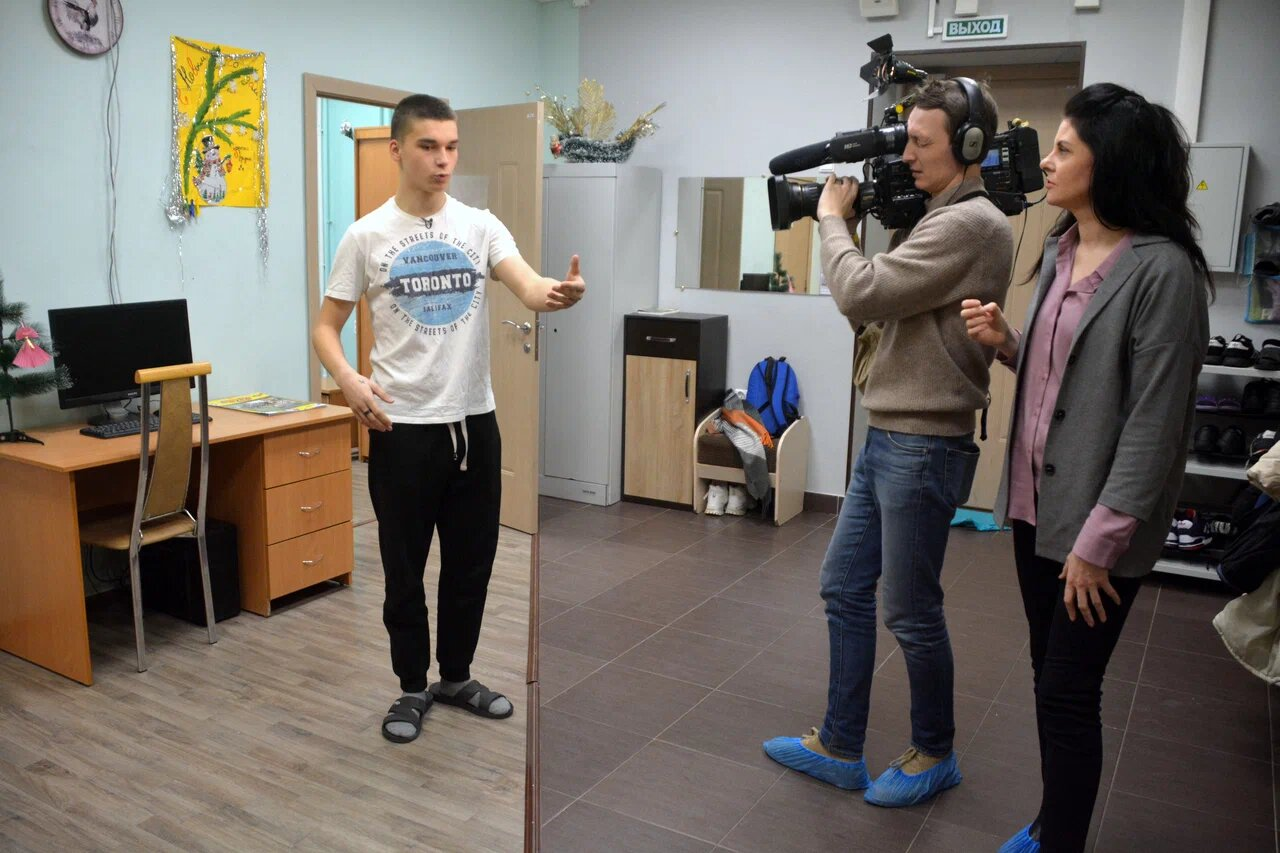 ВЫХОД
ON THE STREETS OF THE CITY
VANCOUVER
TORONTO
HALIFAX
ON THE STREETS OF THE CITY